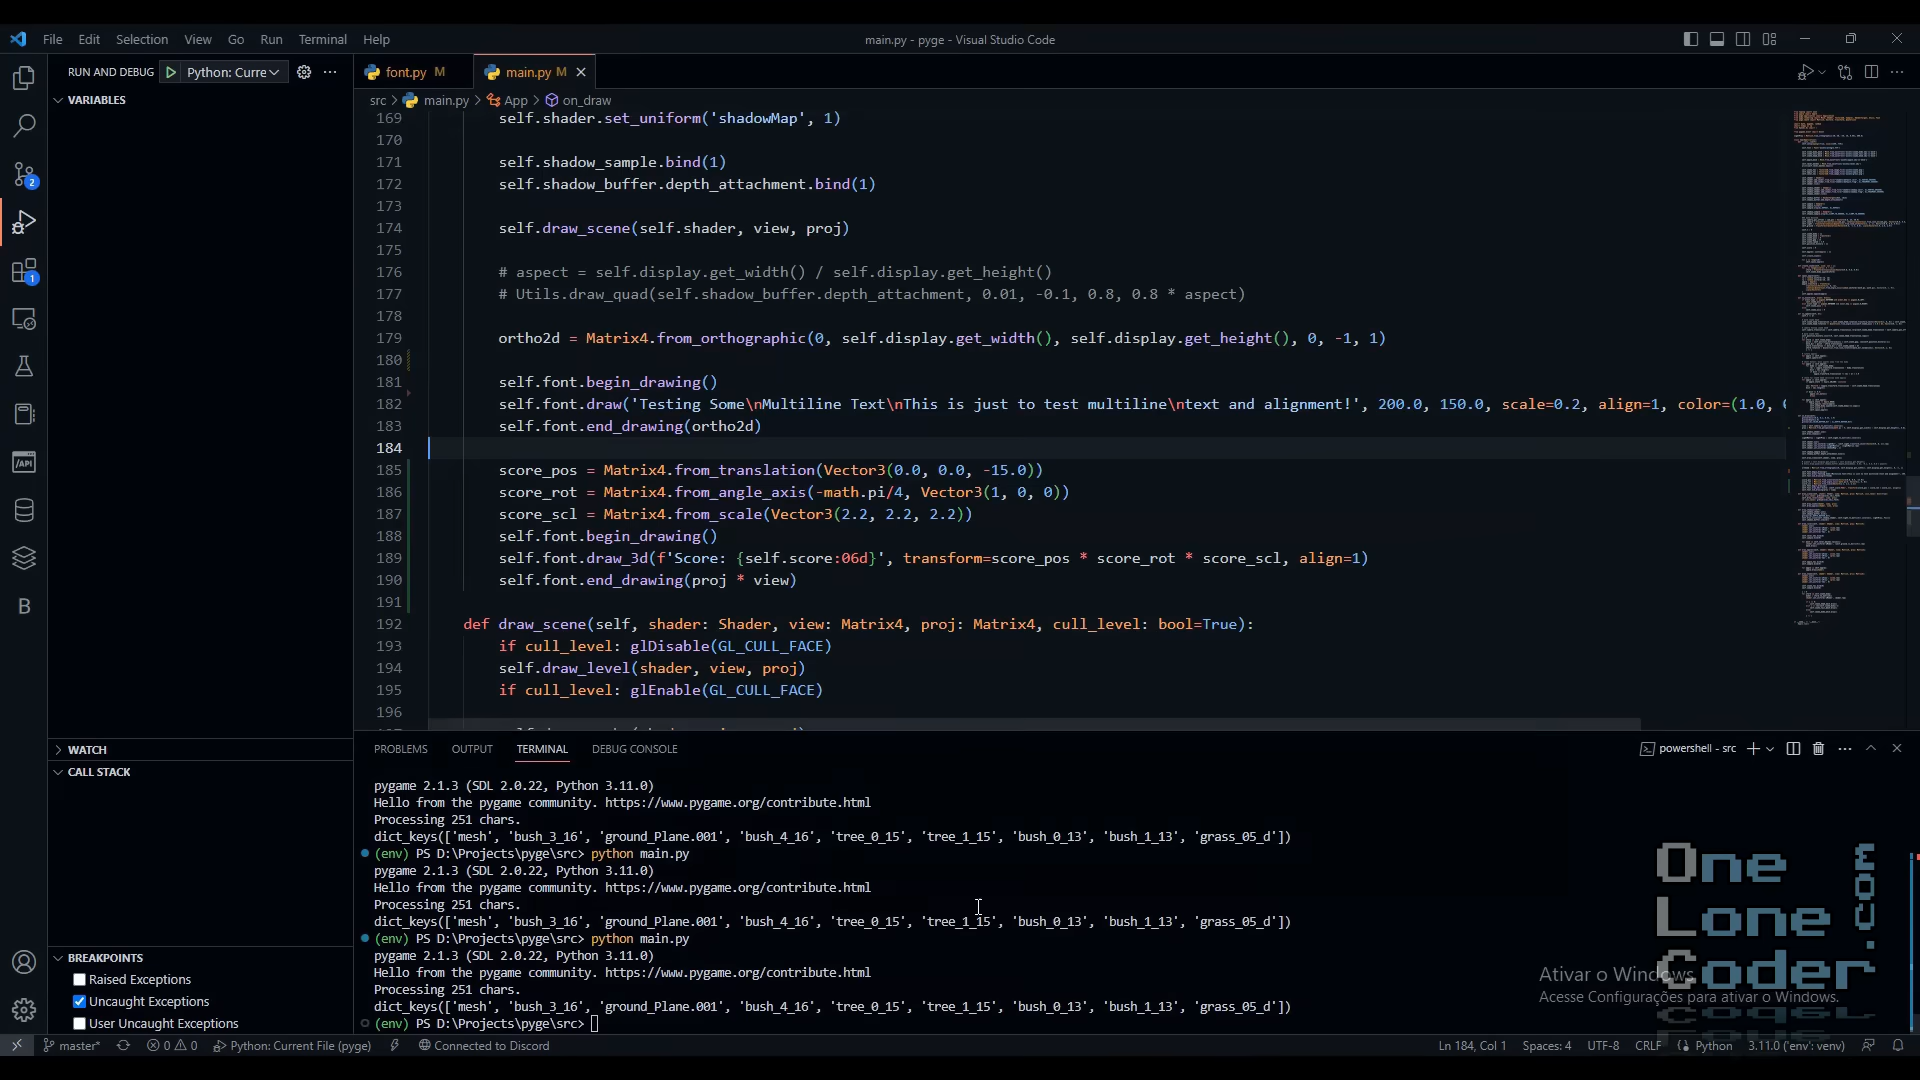 File Edit Selection View Go Run Terminal Help
main.py - pyge - Visual Studio Code
RUN AND DEBUG Python: Curre
font.py M
main.py M
VARIABLES
src > main.py > App > on_draw
169 self.shader.set_uniform('shadowMap', 1)
170
171 self.shadow_sample.bind(1)
172 self.shadow_buffer.depth_attachment.bind(1)
173
174 self.draw_scene(self.shader, view, proj)
175
176 # aspect = self.display.get_width() / self.display.get_height()
177 # Utils.draw_quad(self.shadow_buffer.depth_attachment, 0.01, -0.1, 0.8, 0.8 * aspect)
178
179 ortho2d = Matrix4.from_orthographic(0, self.display.get_width(), self.display.get_height(), 0, -1, 1)
180
181 self.font.begin_drawing()
182 self.font.draw('Testing Some\nMultiline Text\nThis is just to test multiline\ntext and alignment!', 200.0, 150.0, scale=0.2, align=1, color=(1.0,
183 self.font.end_drawing(ortho2d)
184
185 score_pos = Matrix4.from_translation(Vector3(0.0, 0.0, -15.0))
186 score_rot = Matrix4.from_angle_axis(-math.pi/4, Vector3(1, 0, 0))
187 score_scl = Matrix4.from_scale(Vector3(2.2, 2.2, 2.2))
188 self.font.begin_drawing()
189 self.font.draw_3d(f'Score: {self.score:06d}', transform=score_pos * score_rot * score_scl, align=1)
190 self.font.end_drawing(proj * view)
191
192 def draw_scene(self, shader: Shader, view: Matrix4, proj: Matrix4, cull_level: bool=True):
193 if cull_level: glDisable(GL_CULL_FACE)
194 self.draw_level(shader, view, proj)
195 if cull_level: glEnable(GL_CULL_FACE)
196
WATCH
CALL STACK
BREAKPOINTS
Raised Exceptions
Uncaught Exceptions
User Uncaught Exceptions
2
1
API
B
PROBLEMS OUTPUT TERMINAL DEBUG CONSOLE
powershell - src
pygame 2.1.3 (SDL 2.0.22, Python 3.11.0)
Hello from the pygame community. https://www.pygame.org/contribute.html
Processing 251 chars.
dict_keys(['mesh', 'bush_3_16', 'ground_Plane.001', 'bush_4_16', 'tree_0_15', 'tree_1_15', 'bush_0_13', 'bush_1_13', 'grass_05_d'])
(env) PS D:\Projects\pyge\src> python main.py
pygame 2.1.3 (SDL 2.0.22, Python 3.11.0)
Hello from the pygame community. https://www.pygame.org/contribute.html
Processing 251 chars.
dict_keys(['mesh', 'bush_3_16', 'ground_Plane.001', 'bush_4_16', 'tree_0_15', 'tree_1_15', 'bush_0_13', 'bush_1_13', 'grass_05_d'])
(env) PS D:\Projects\pyge\src> python main.py
pygame 2.1.3 (SDL 2.0.22, Python 3.11.0)
Hello from the pygame community. https://www.pygame.org/contribute.html
Processing 251 chars.
dict_keys(['mesh', 'bush_3_16', 'ground_Plane.001', 'bush_4_16', 'tree_0_15', 'tree_1_15', 'bush_0_13', 'bush_1_13', 'grass_05_d'])
(env) PS D:\Projects\pyge\src>
One
Lone
Coder
.com
Ativar o Windows
Acesse Configurações para ativar o Windows.
master* 0 0 Python: Current File (pyge) Connected to Discord
Ln 184, Col 1 Spaces: 4 UTF-8 CRLF Python 3.11.0 ('env': venv)